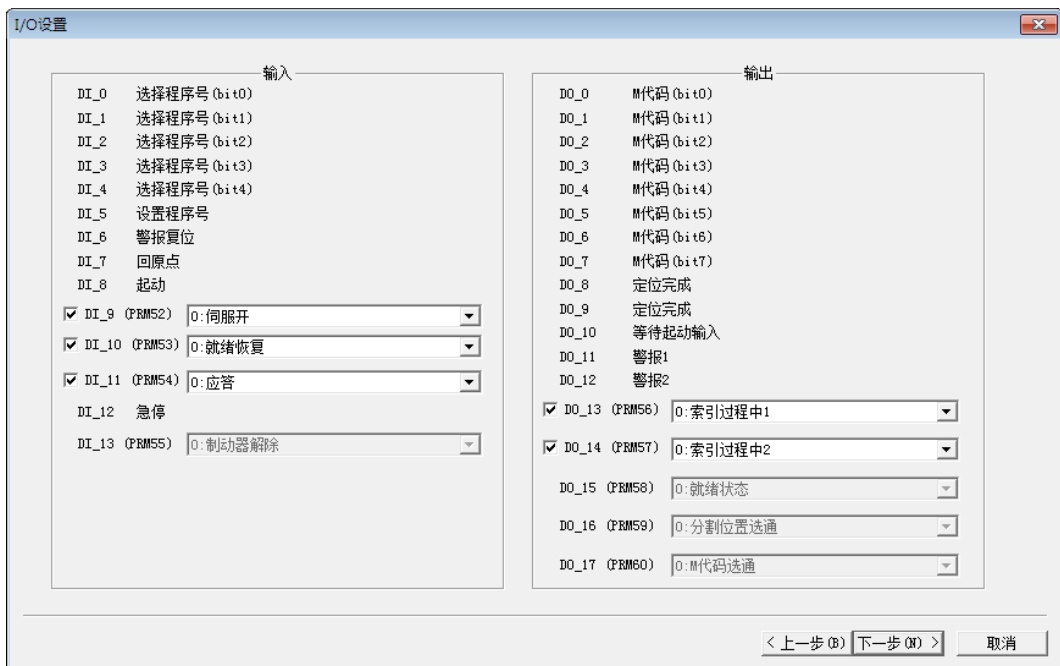 I/O设置
输入
DI_0 选择程序号(bit0)
DI_1 选择程序号(bit1)
DI_2 选择程序号(bit2)
DI_3 选择程序号(bit3)
DI_4 选择程序号(bit4)
DI_5 设置程序号
DI_6 警报复位
DI_7 回原点
DI_8 起动
DI_9 (PRM52) 0:伺服开
DI_10 (PRM53) 0:就绪恢复
DI_11 (PRM54) 0:应答
DI_12 急停
DI_13 (PRM55) 0:制动器解除
输出
DO_0 M代码(bit0)
DO_1 M代码(bit1)
DO_2 M代码(bit2)
DO_3 M代码(bit3)
DO_4 M代码(bit4)
DO_5 M代码(bit5)
DO_6 M代码(bit6)
DO_7 M代码(bit7)
DO_8 定位完成
DO_9 定位完成
DO_10 等待起动输入
DO_11 警报1
DO_12 警报2
DO_13 (PRM56) 0:索引过程中1
DO_14 (PRM57) 0:索引过程中2
DO_15 (PRM58) 0:就绪状态
DO_16 (PRM59) 0:分割位置选通
DO_17 (PRM60) 0:M代码选通
< 上一步(B) 下一步(N) > 取消